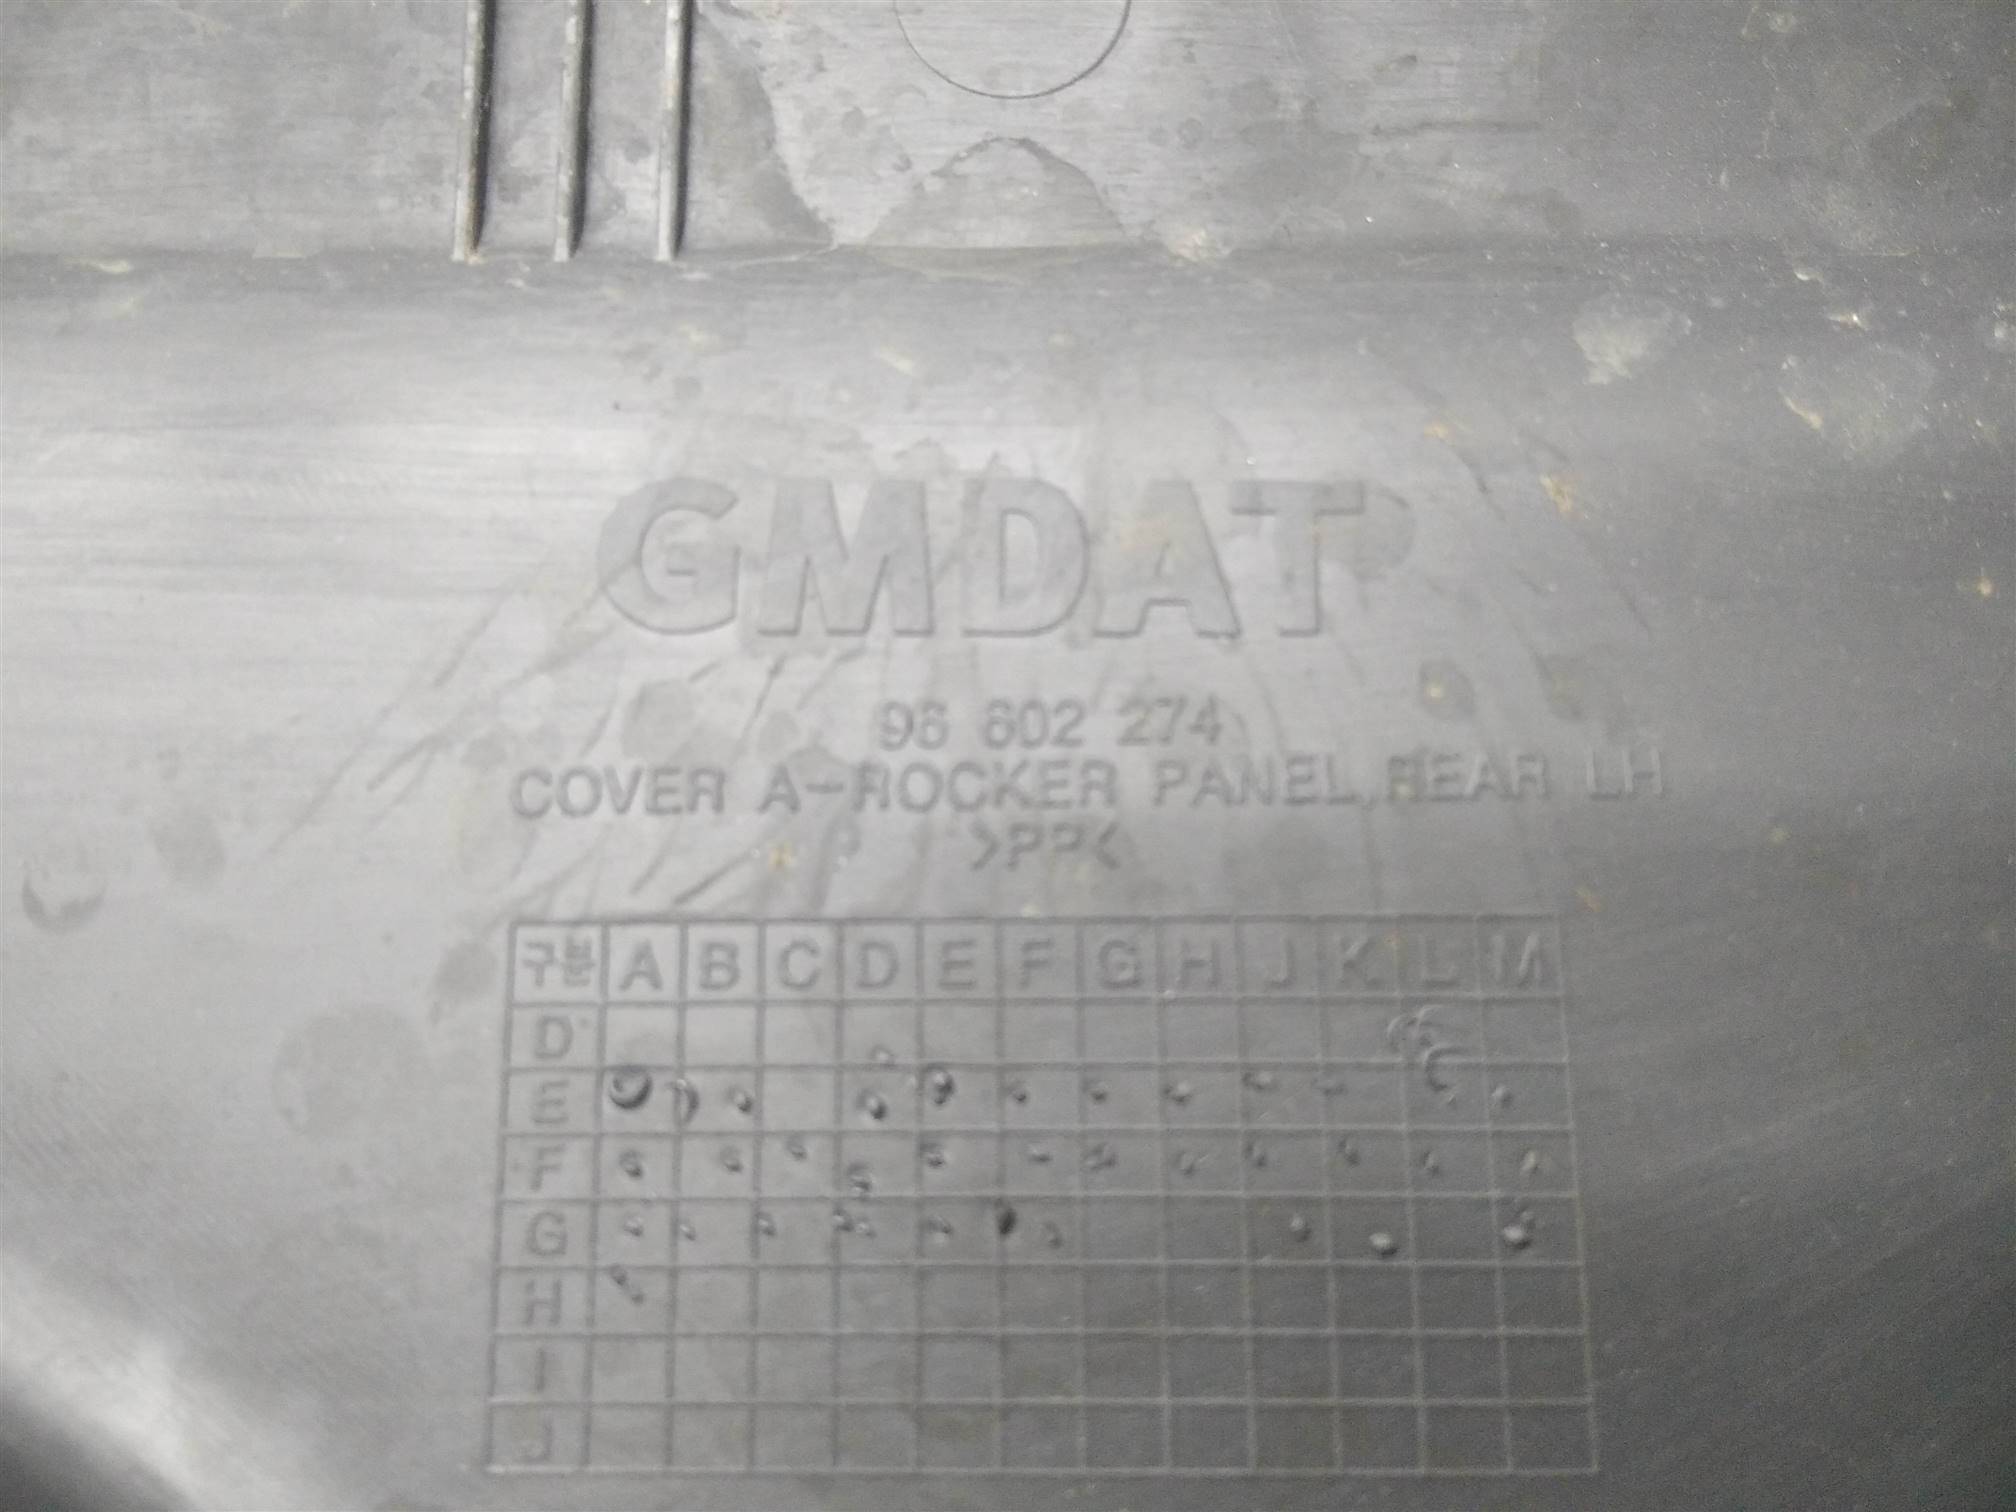 GMDAT
96 602 274
COVER A-ROCKER PANEL,REAR LH
>PP<
구분 A B C D E F G H J K L M
D
E
F
G
H
I
J